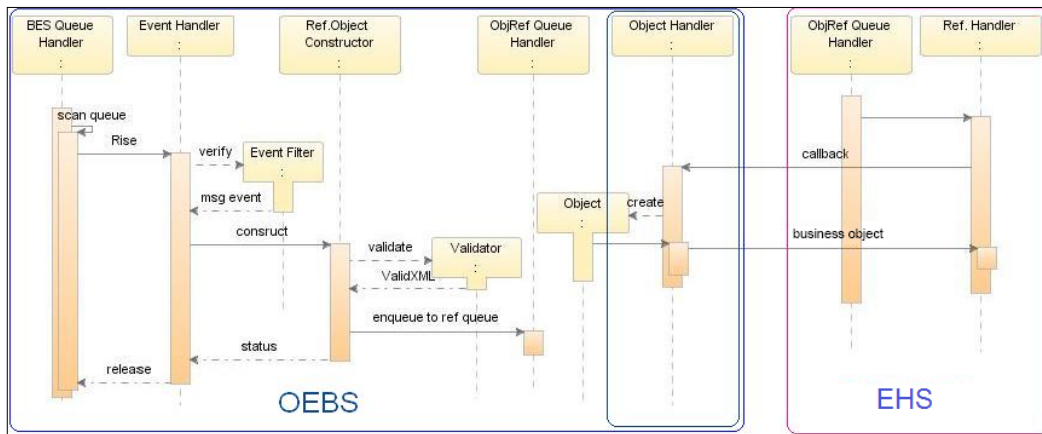 BES Queue
Handler
:
Event Handler
:
Ref.Object
Constructor
:
ObjRef Queue
Handler
:
Object Handler
:
ObjRef Queue
Handler
:
Ref. Handler
:
scan queue
Rise
verify
Event Filter
:
callback
msg event
Object
:
create
consruct
business object
validate
Validator
:
ValidXML
enqueue to ref queue
status
release
OEBS
EHS